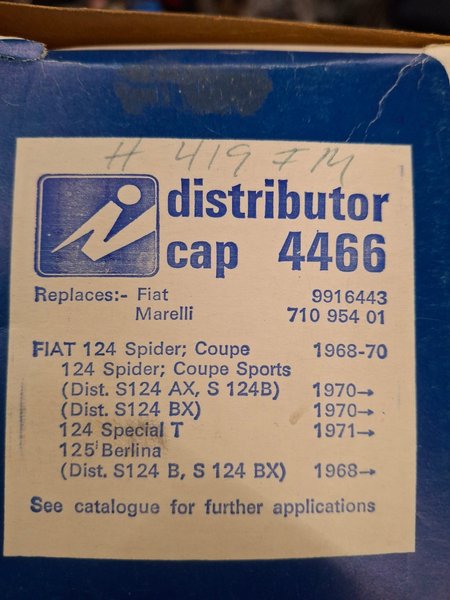 # 419 FM
distributor
cap 4466
Replaces:- Fiat 9916443
Marelli 710 954 01
FIAT 124 Spider; Coupe 1968-70
124 Spider; Coupe Sports
(Dist. S124 AX, S 124B) 1970→
(Dist. S124 BX) 1970→
124 Special T 1971→
125 Berlina
(Dist. S124 B, S 124 BX) 1968→
See catalogue for further applications